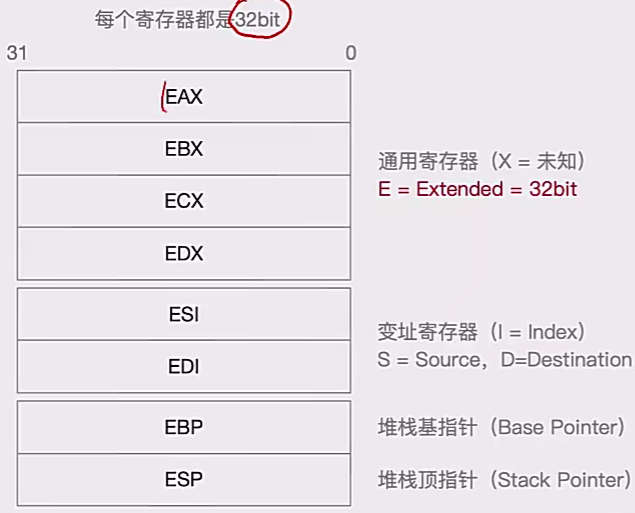 每个寄存器都是32bit
31 0
EAX
EBX
ECX
EDX
通用寄存器（X = 未知）
E = Extended = 32bit
ESI
EDI
变址寄存器（I = Index）
S = Source，D=Destination
EBP
堆栈基指针（Base Pointer）
ESP
堆栈顶指针（Stack Pointer）